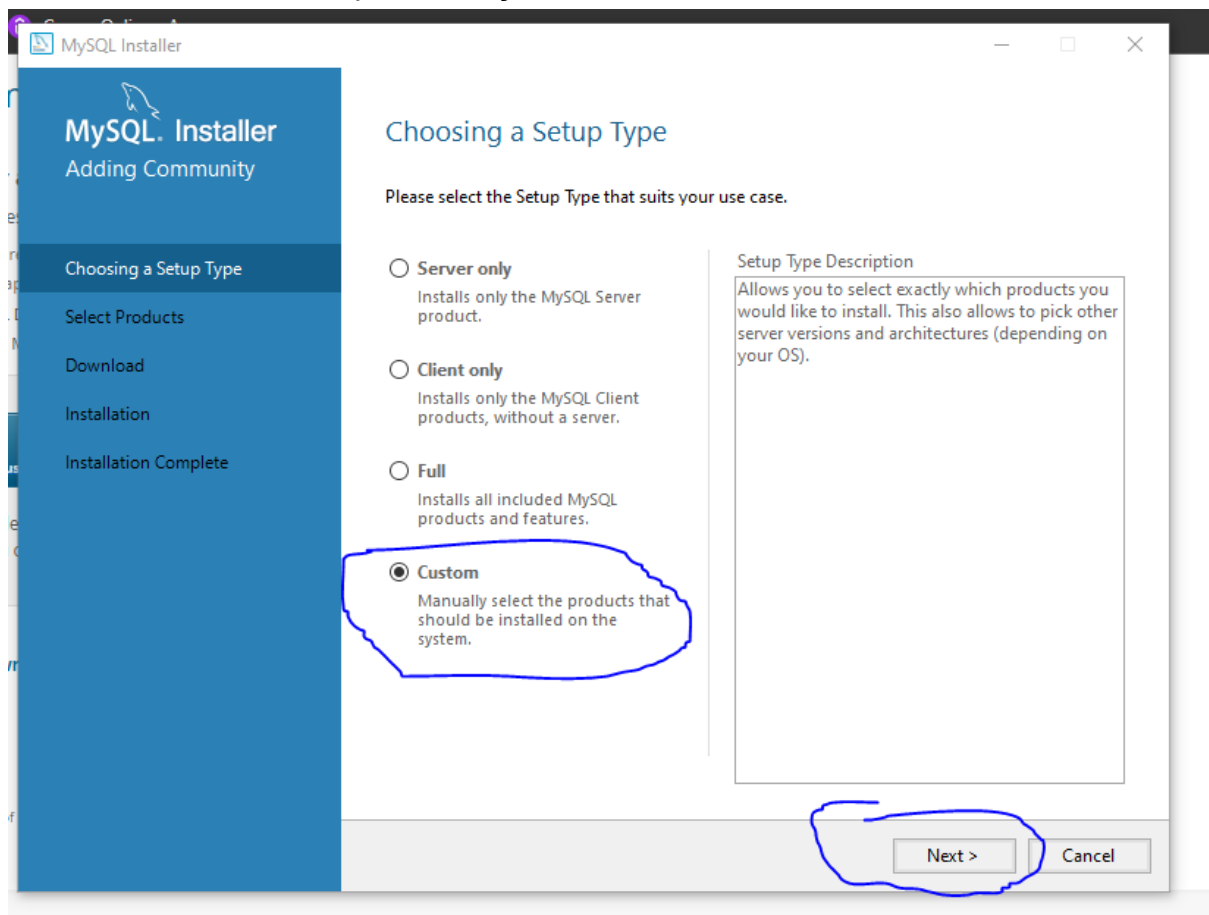 MySQL Installer
MySQL. Installer
Adding Community
Choosing a Setup Type
Select Products
Download
Installation
Installation Complete
Choosing a Setup Type
Please select the Setup Type that suits your use case.
Server only
Installs only the MySQL Server
product.
Client only
Installs only the MySQL Client
products, without a server.
Full
Installs all included MySQL
products and features.
Custom
Manually select the products that
should be installed on the
system.
Setup Type Description
Allows you to select exactly which products you
would like to install. This also allows to pick other
server versions and architectures (depending on
your OS).
Next >
Cancel